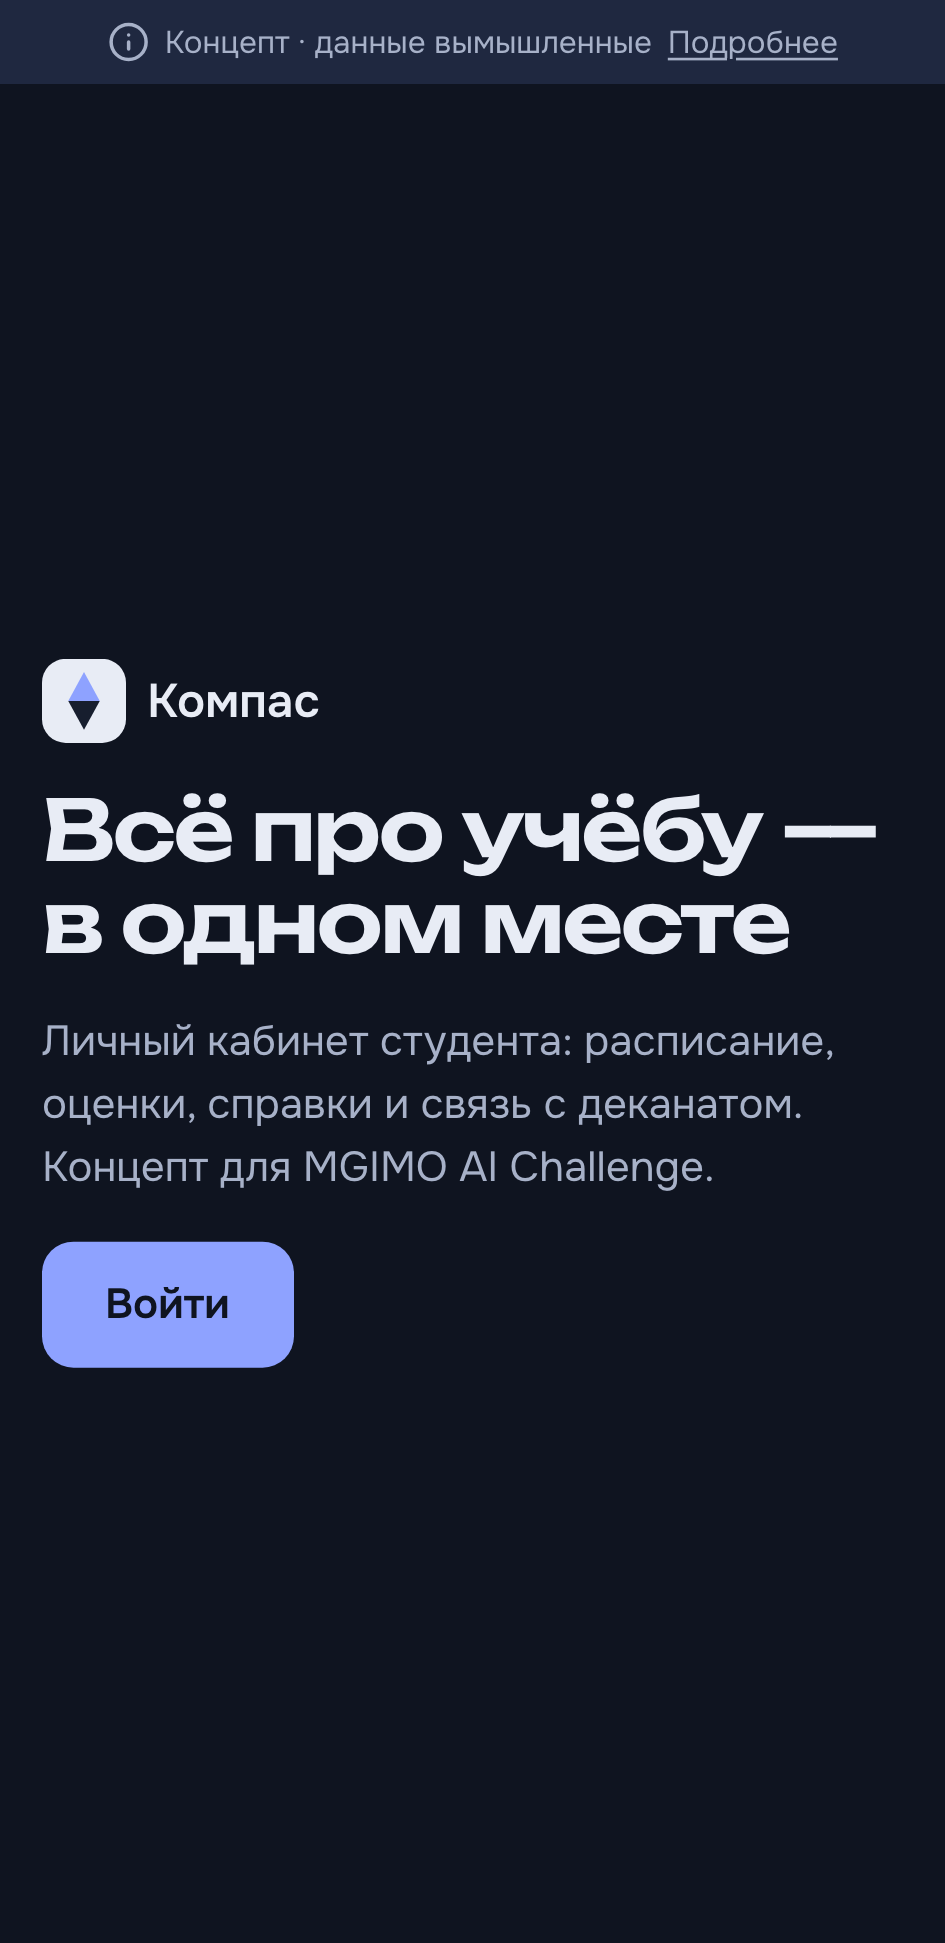 Концепт · данные вымышленные Подробнее
Компас
Всё про учёбу —
в одном месте
Личный кабинет студента: расписание,
оценки, справки и связь с деканатом.
Концепт для MGIMO AI Challenge.
Войти